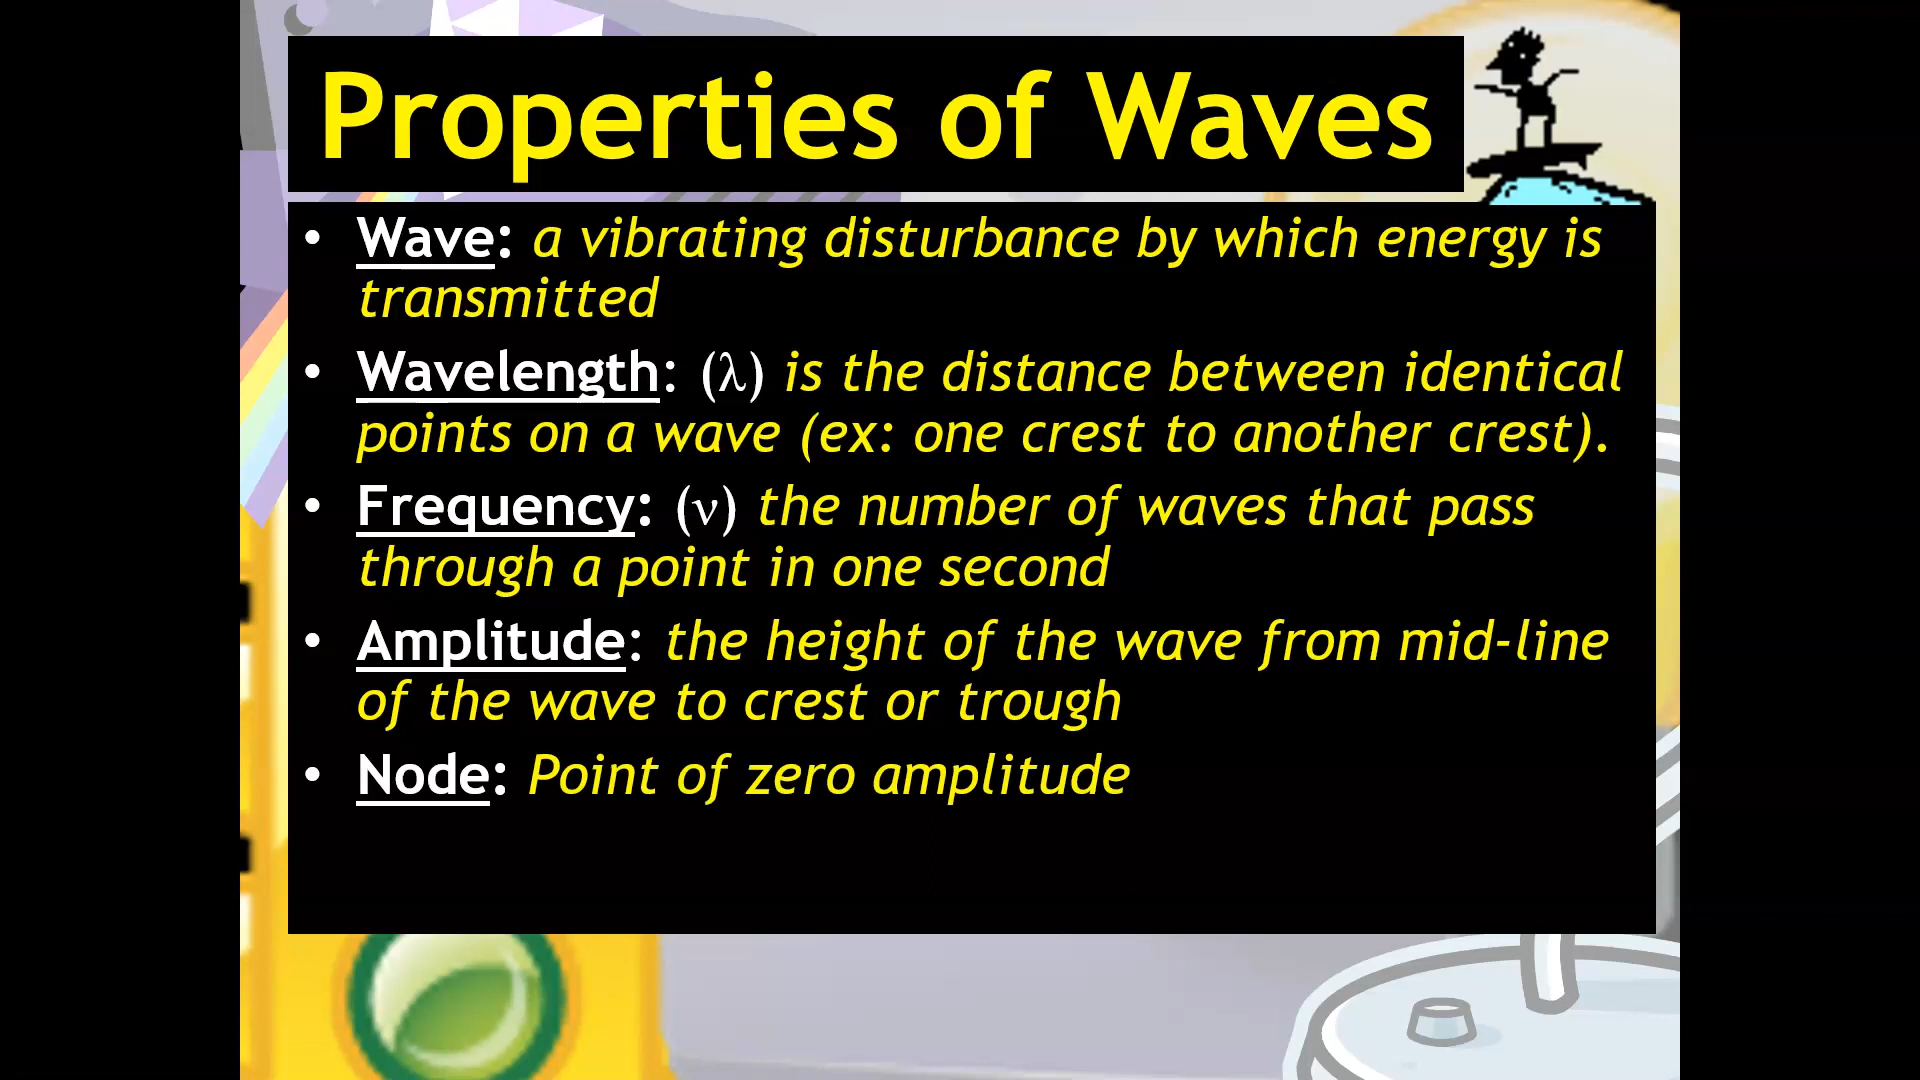 Properties of Waves
• Wave: a vibrating disturbance by which energy is
transmitted
• Wavelength: (λ) is the distance between identical
points on a wave (ex: one crest to another crest).
• Frequency: (ν) the number of waves that pass
through a point in one second
• Amplitude: the height of the wave from mid-line
of the wave to crest or trough
• Node: Point of zero amplitude